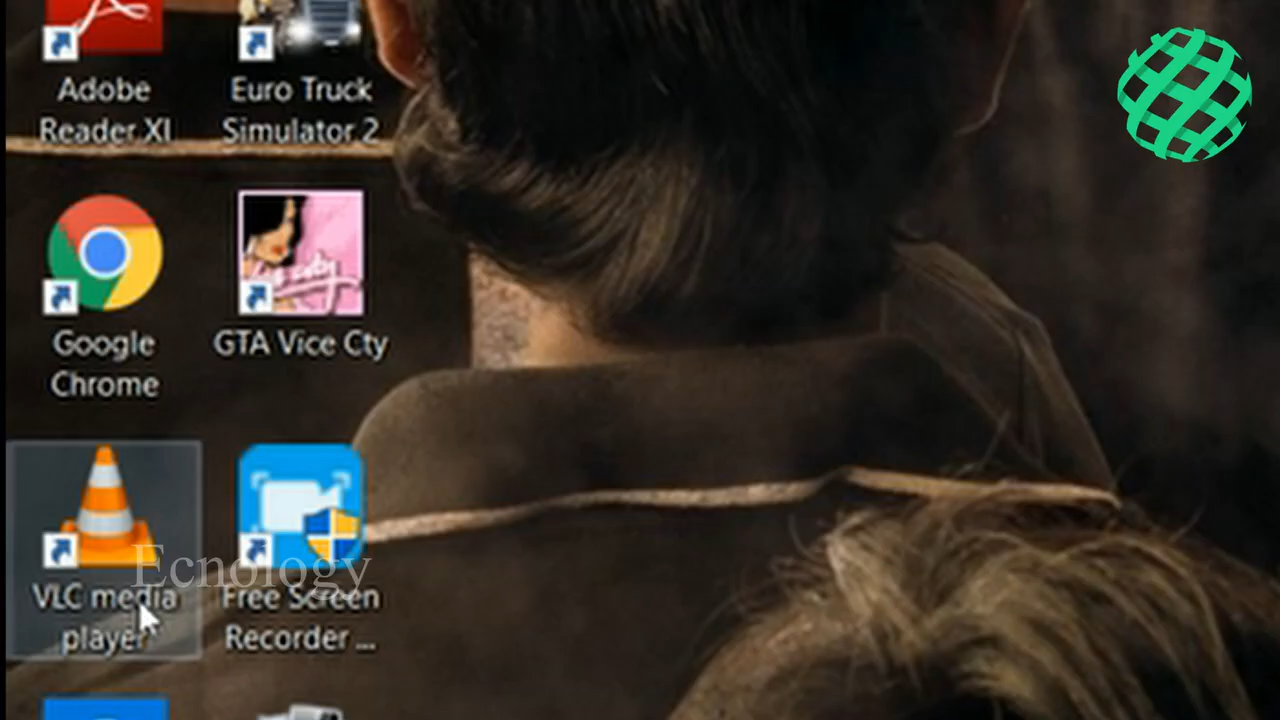 Adobe
Reader XI
Euro Truck
Simulator 2
Google
Chrome
GTA Vice Cty
VLC media
player
Free Screen
Recorder ...
Ecnology